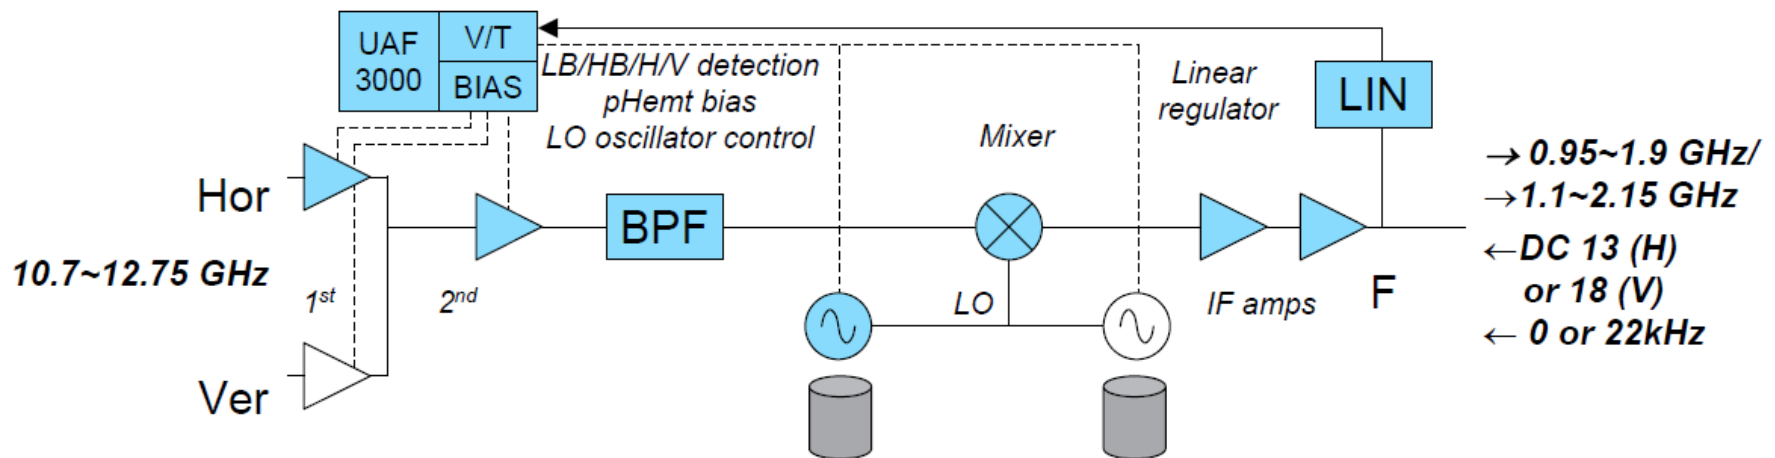 UAF
3000
V/T
BIAS
LB/HB/H/V detection
pHemt bias
LO oscillator control
Linear
regulator
LIN
Mixer
Hor
10.7~12.75 GHz
1st
2nd
Ver
BPF
LO
IF amps
F
→ 0.95~1.9 GHz/
→1.1~2.15 GHz
←DC 13 (H)
or 18 (V)
← 0 or 22kHz